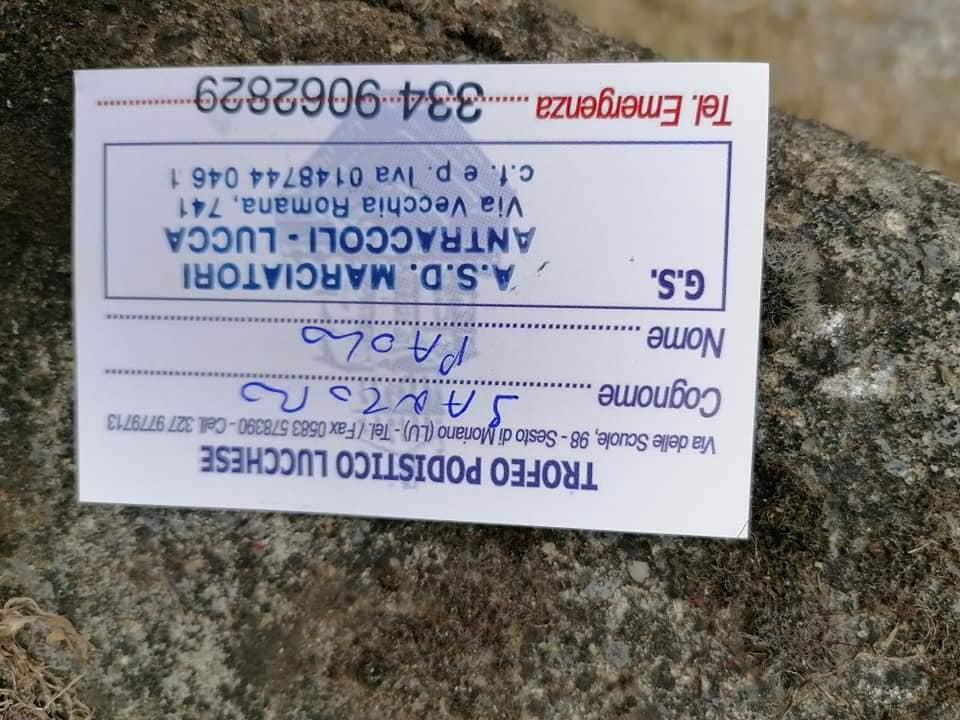 TROFEO PODISTICO LUCCHESE
Via delle Scuole, 98 - Sesto di Moriano (LU) - Tel. / Fax 0583 578390 - Cell. 327 9779713
Cognome SANTORO
Nome PAOLO
G.S. A.S.D. MARCIATORI
ANTRACCOLI - LUCCA
Via Vecchia Romana, 741
c.f. e p. Iva 0148744 046 1
Tel. Emergenza 334 9062829